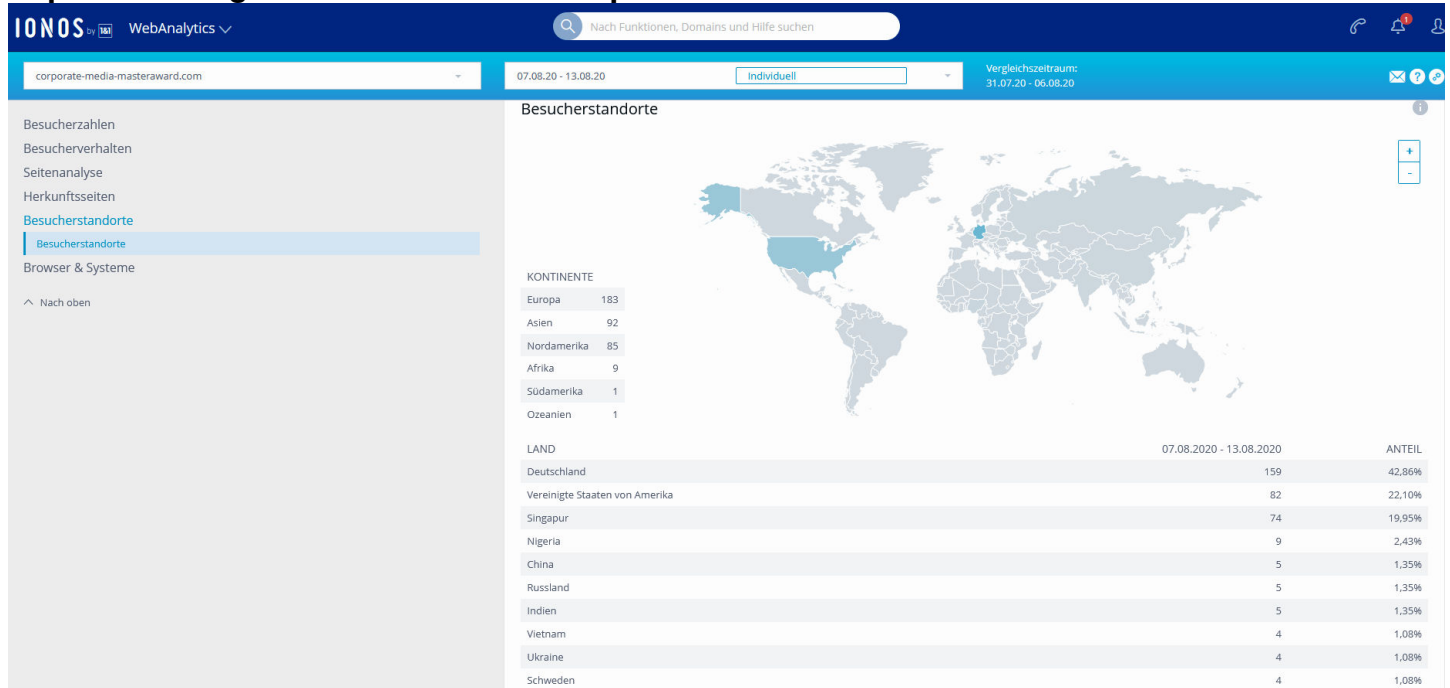 IONOS by 1&1 WebAnalytics
Nach Funktionen, Domains und Hilfe suchen
1
corporate-media-masteraward.com
07.08.20 - 13.08.20 Individuell
Vergleichszeitraum:
31.07.20 - 06.08.20
Besucherzahlen
Besucherverhalten
Seitenanalyse
Herkunftsseiten
Besucherstandorte
Besucherstandorte
Browser & Systeme
Nach oben
Besucherstandorte
+
-
KONTINENTE
Europa 183
Asien 92
Nordamerika 85
Afrika 9
Südamerika 1
Ozeanien 1
LAND 07.08.2020 - 13.08.2020 ANTEIL
Deutschland 159 42,86%
Vereinigte Staaten von Amerika 82 22,10%
Singapur 74 19,95%
Nigeria 9 2,43%
China 5 1,35%
Russland 5 1,35%
Indien 5 1,35%
Vietnam 4 1,08%
Ukraine 4 1,08%
Schweden 4 1,08%